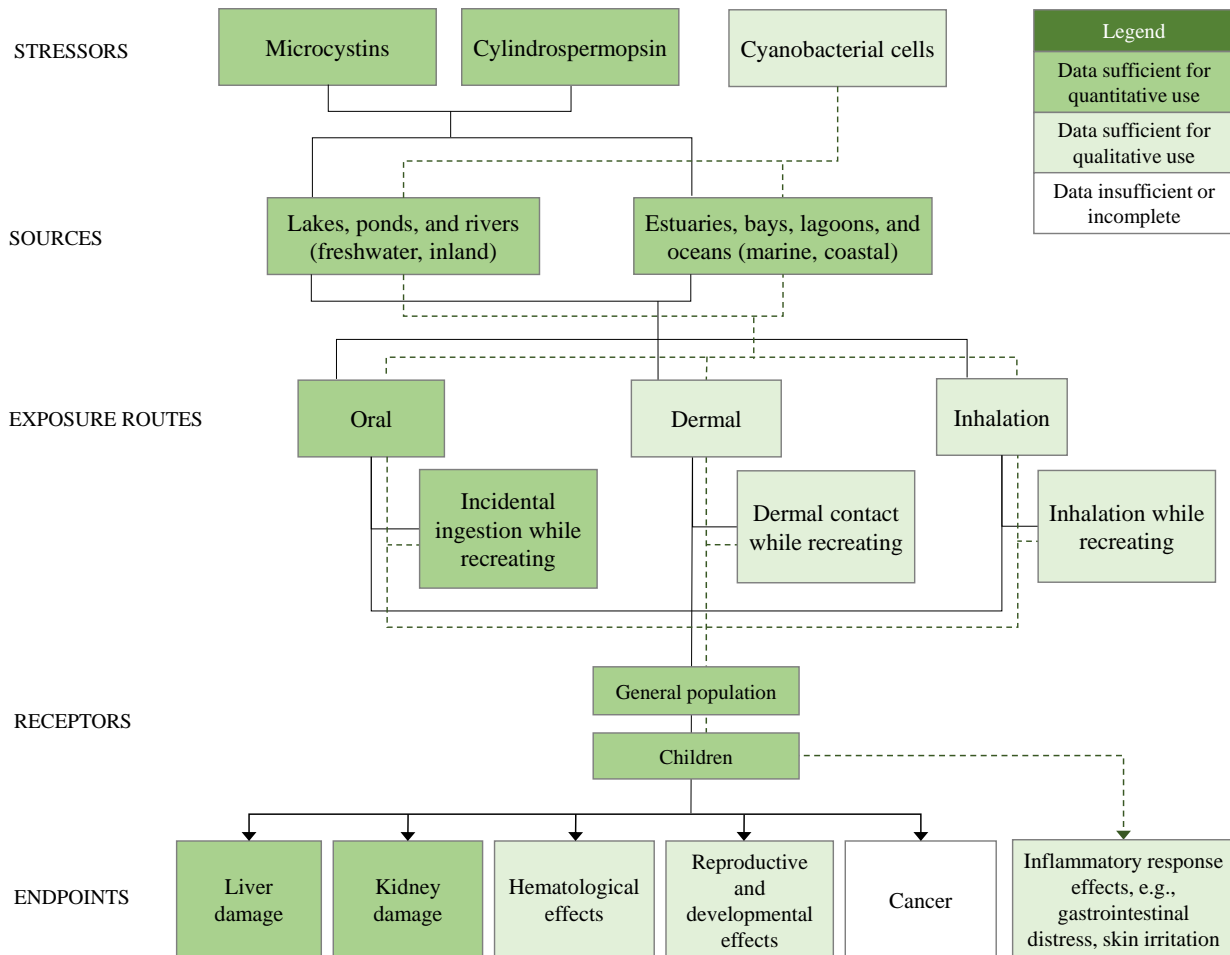 STRESSORS
Microcystins
Cylindrospermopsin
Cyanobacterial cells
Legend
Data sufficient for
quantitative use
Data sufficient for
qualitative use
Data insufficient or
incomplete
SOURCES
Lakes, ponds, and rivers
(freshwater, inland)
Estuaries, bays, lagoons, and
oceans (marine, coastal)
EXPOSURE ROUTES
Oral
Dermal
Inhalation
Incidental
ingestion while
recreating
Dermal contact
while recreating
Inhalation while
recreating
RECEPTORS
General population
Children
ENDPOINTS
Liver
damage
Kidney
damage
Hematological
effects
Reproductive
and
developmental
effects
Cancer
Inflammatory response
effects, e.g.,
gastrointestinal
distress, skin irritation